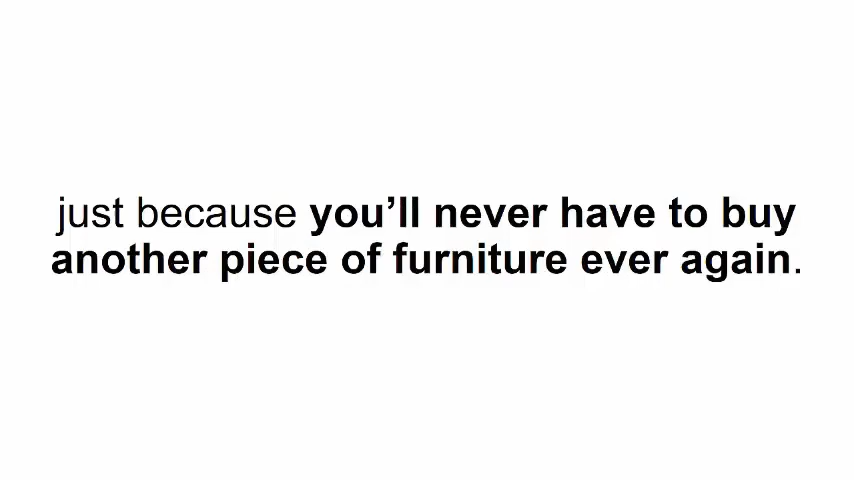 just because you’ll never have to buy
another piece of furniture ever again.